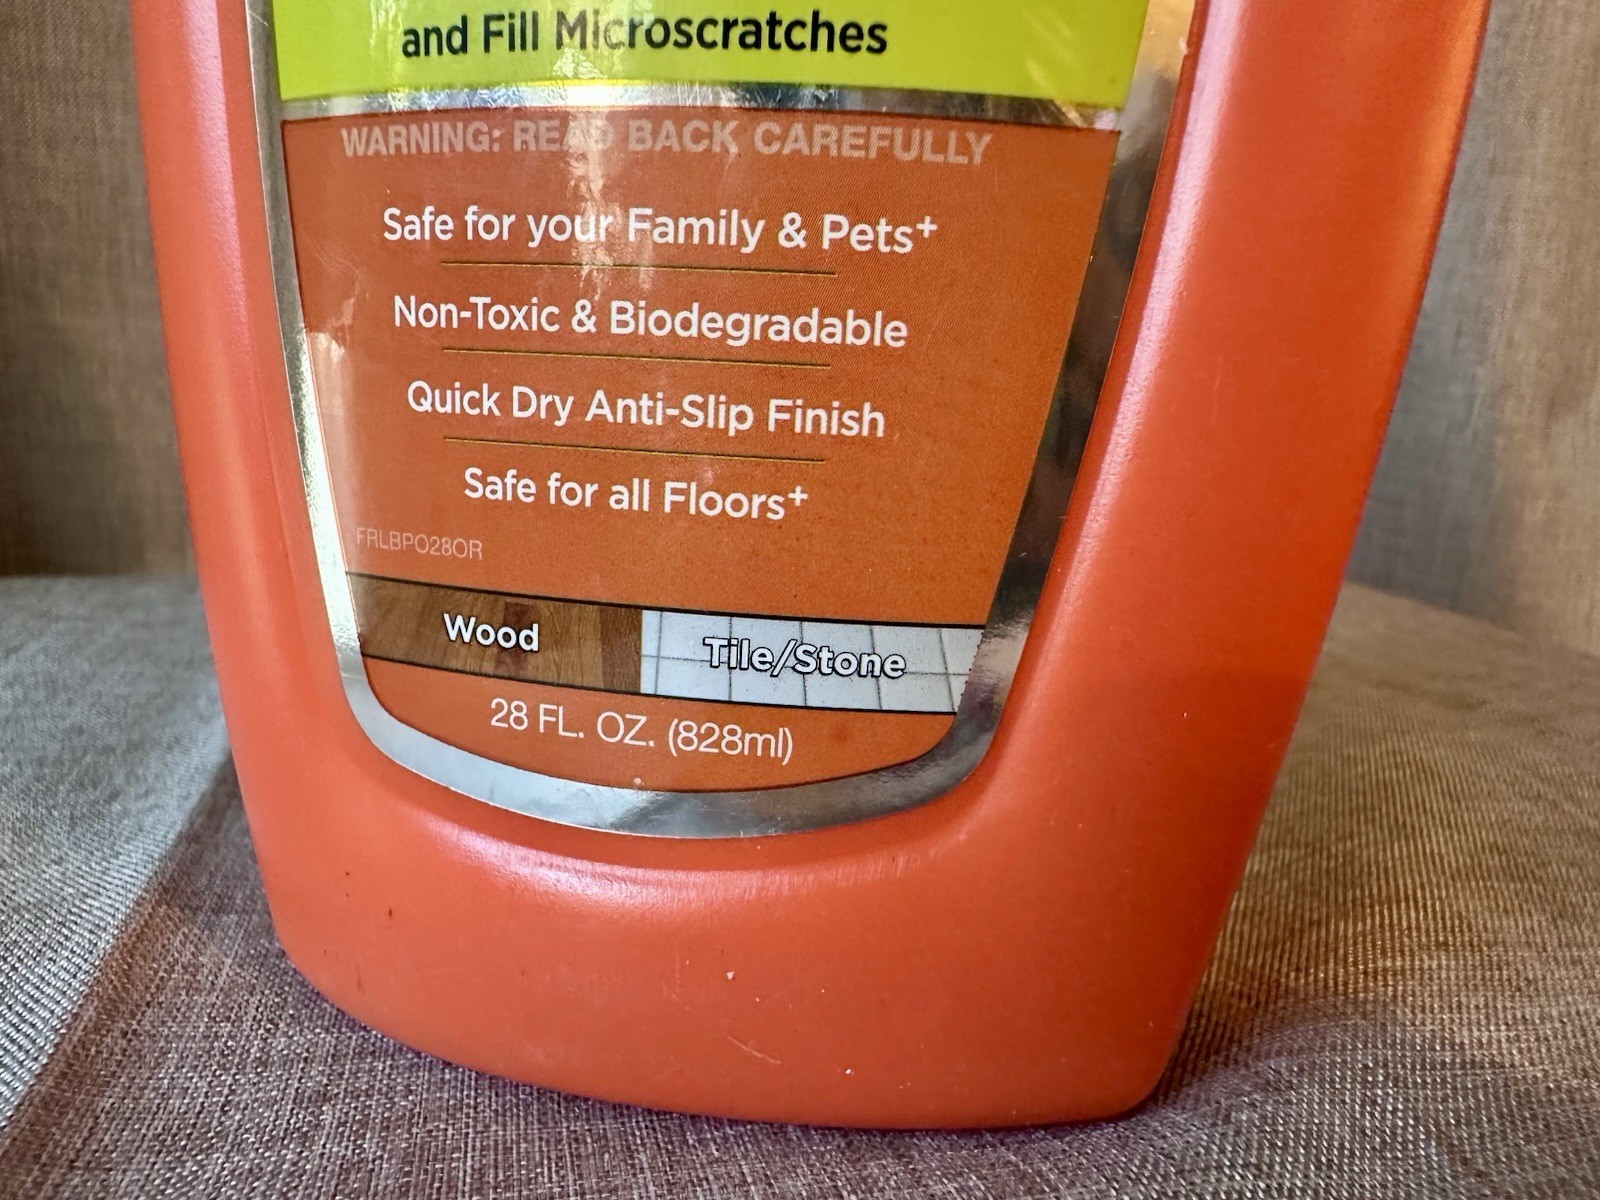 and Fill Microscratches
WARNING: READ BACK CAREFULLY
Safe for your Family & Pets+
Non-Toxic & Biodegradable
Quick Dry Anti-Slip Finish
Safe for all Floors+
FRLBPO28OR
Wood
Tile/Stone
28 FL. OZ. (828ml)